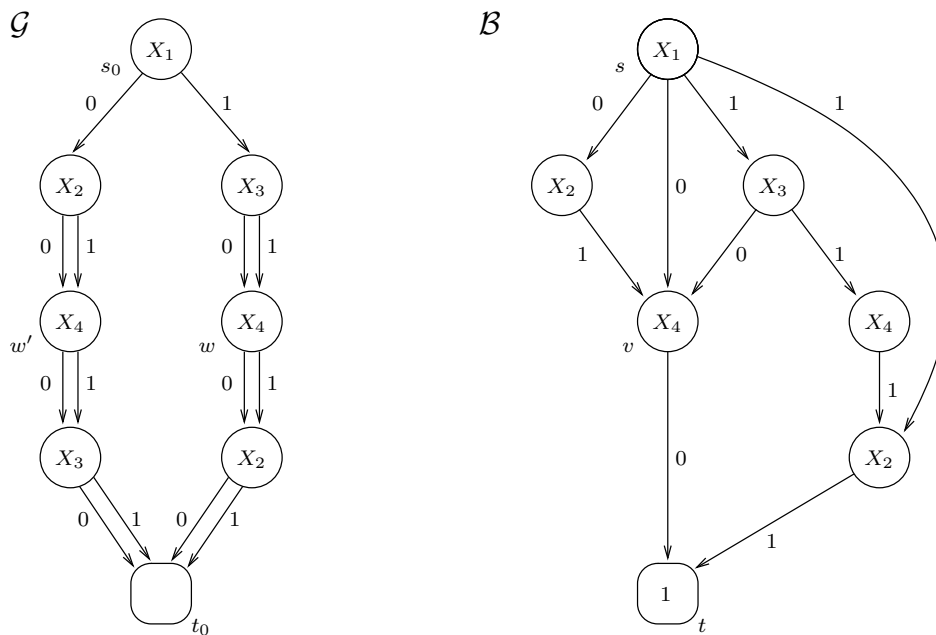 𝒢 ℬ
X₁ X₁
s₀ s
0 1 0 1 1
X₂ X₃ X₂ X₃
0
0 1 0 1 1 0 1
X₄ X₄ X₄ X₄
w′ w v
0 1 0 1 1
X₃ X₂ 0 X₂
0 1 0 1 1
1
t₀ t